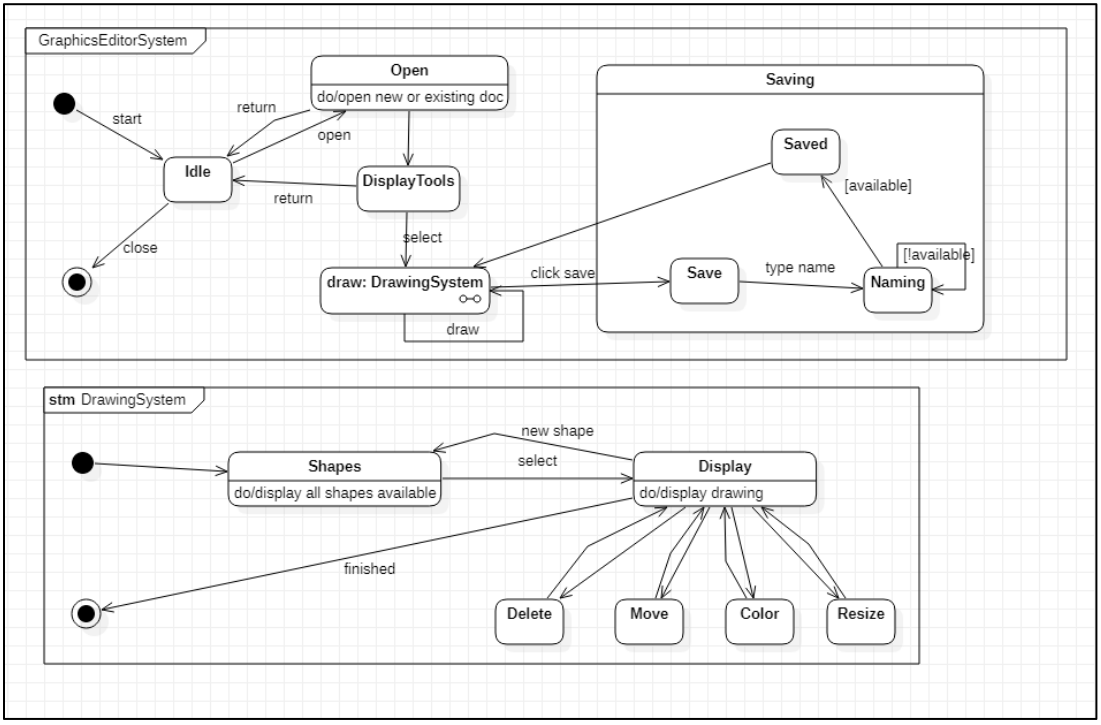 GraphicsEditorSystem
Open
do/open new or existing doc
Saving
return
start
open
Saved
Idle
DisplayTools
[available]
return
close
select
draw: DrawingSystem
click save
Save
type name
[!available]
Naming
draw
stm DrawingSystem
new shape
Shapes
select
Display
do/display all shapes available
do/display drawing
finished
Delete
Move
Color
Resize